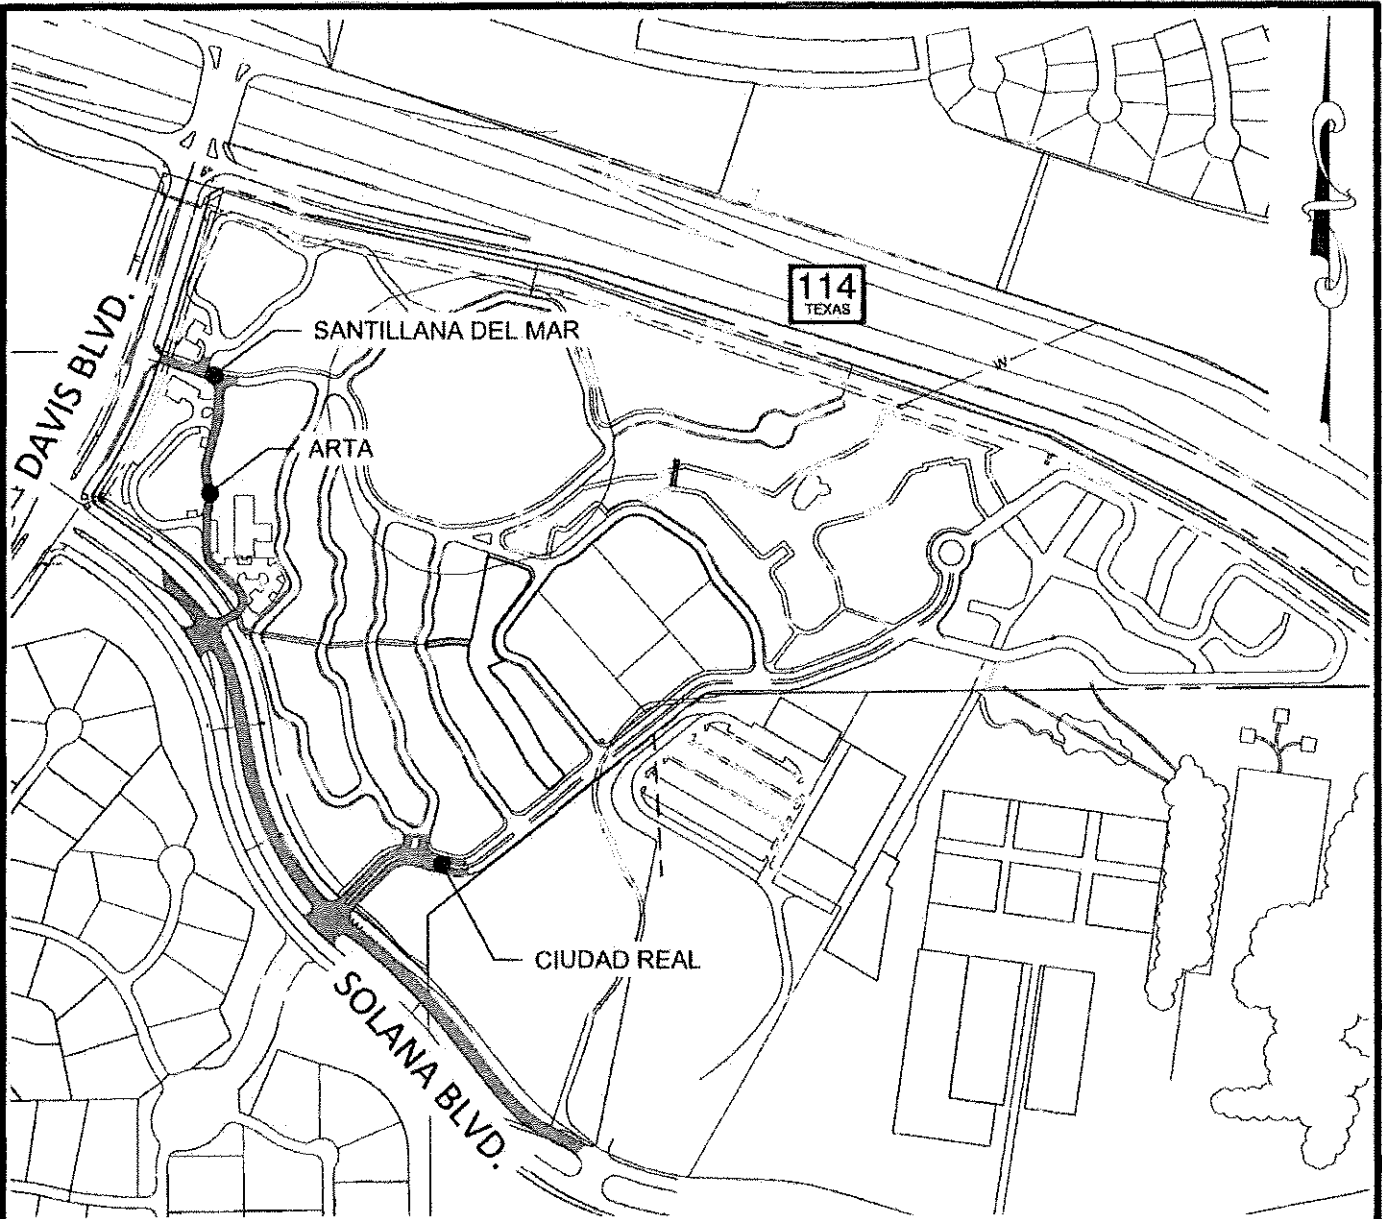 114
TEXAS
SANTILLANA DEL MAR
DAVIS BLVD.
ARTA
W
CIUDAD REAL
SOLANA BLVD.